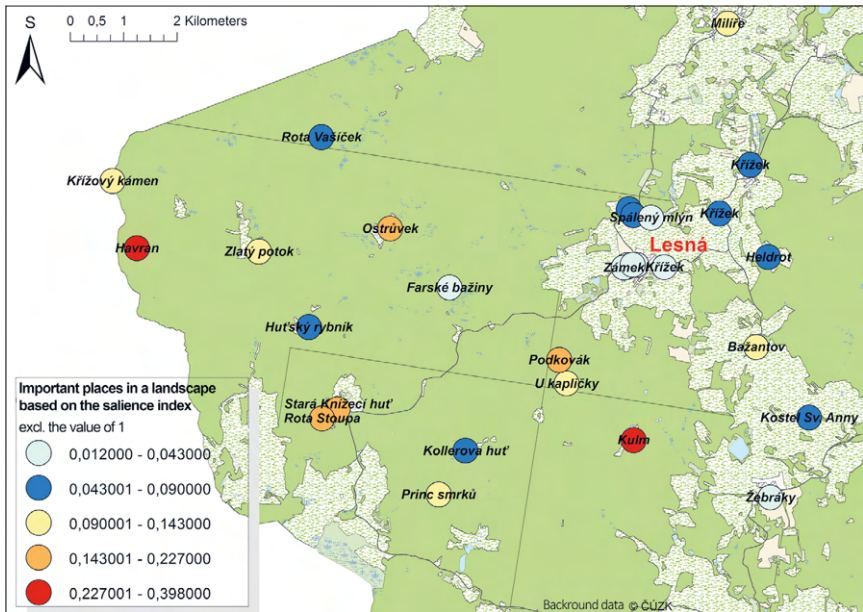 S
0 0,5 1 2 Kilometers
Milíře
Rota Vašíček
Křížek
Křížový kámen
Spálený mlýn
Křížek
Ostrůvek
Lesná
Havran
Zlatý potok
Heldrot
Zámek
Křížek
Farské bažiny
Huťský rybník
Bažantov
Podkovák
U kapličky
Stará Knížecí huť
Rota Stoupa
Kostel Sv. Anny
Kulm
Kollerova huť
Princ smrků
Žebráky
Important places in a landscape
based on the salience index
excl. the value of 1
0,012000 - 0,043000
0,043001 - 0,090000
0,090001 - 0,143000
0,143001 - 0,227000
0,227001 - 0,398000
Backround data © ČÚZK